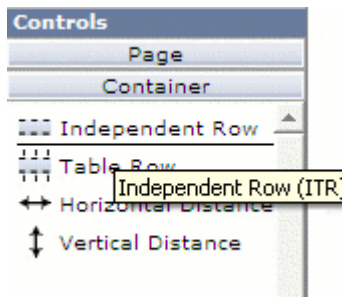 Controls
Page
Container
Independent Row
Table Row
Independent Row (ITR)
Horizontal Distance
Vertical Distance